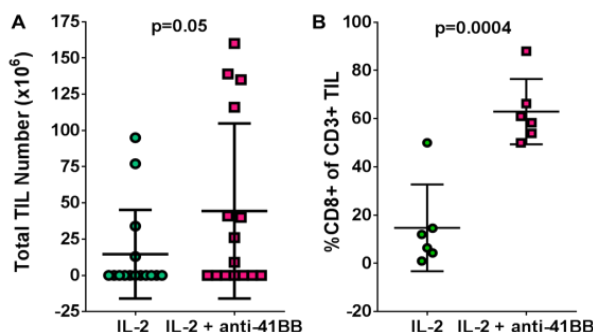 A
p=0.05
Total TIL Number (x10⁶)
175
150
125
100
75
50
25
0
-25
IL-2
IL-2 + anti-41BB
B
p=0.0004
%CD8+ of CD3+ TIL
100
80
60
40
20
0
-20
IL-2
IL-2 + anti-41BB